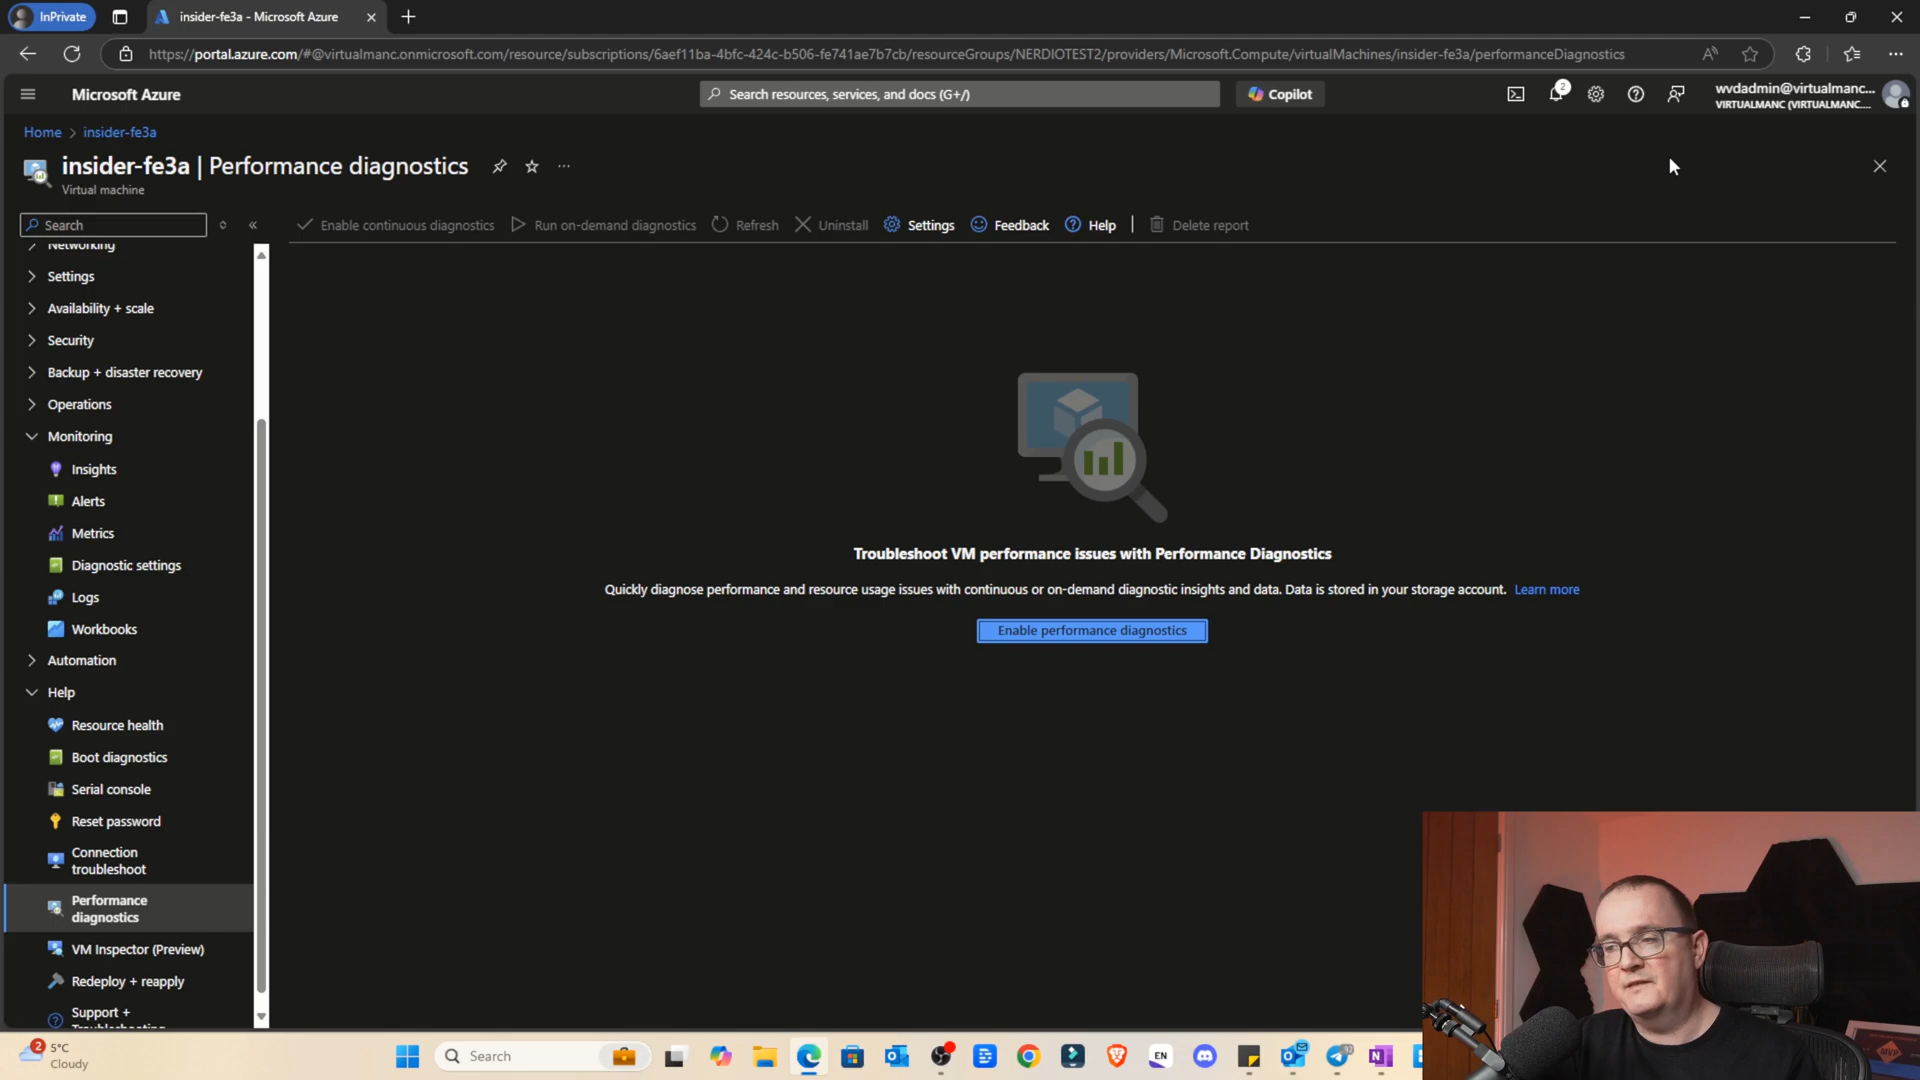 InPrivate
insider-fe3a - Microsoft Azure
https://portal.azure.com/#@virtualmanc.onmicrosoft.com/resource/subscriptions/6aef11ba-4bfc-424c-b506-fe741ae7b7cb/resourceGroups/NERDIOTEST2/providers/Microsoft.Compute/virtualMachines/insider-fe3a/performanceDiagnostics
Microsoft Azure
Search resources, services, and docs (G+/)
Copilot
2
wvdadmin@virtualmanc...
VIRTUALMANC (VIRTUALMANC....
Home > insider-fe3a
insider-fe3a | Performance diagnostics
Virtual machine
Search
Enable continuous diagnostics
Run on-demand diagnostics
Refresh
Uninstall
Settings
Feedback
Help
Delete report
Networking
Settings
Availability + scale
Security
Backup + disaster recovery
Operations
Monitoring
Insights
Alerts
Metrics
Diagnostic settings
Logs
Workbooks
Automation
Help
Resource health
Boot diagnostics
Serial console
Reset password
Connection
troubleshoot
Performance
diagnostics
VM Inspector (Preview)
Redeploy + reapply
Support +
Troubleshooting
Troubleshoot VM performance issues with Performance Diagnostics
Quickly diagnose performance and resource usage issues with continuous or on-demand diagnostic insights and data. Data is stored in your storage account. Learn more
Enable performance diagnostics
MVP
2
5°C
Cloudy
Search
EN